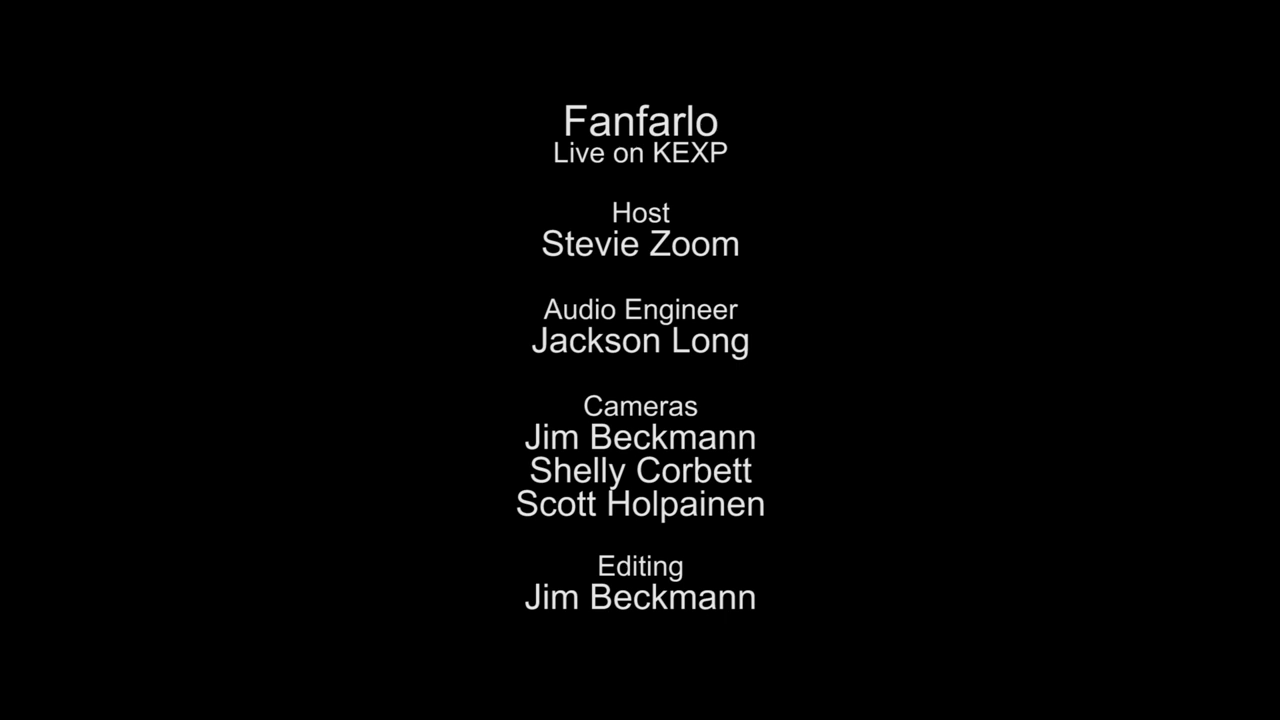 Fanfarlo
Live on KEXP
Host
Stevie Zoom
Audio Engineer
Jackson Long
Cameras
Jim Beckmann
Shelly Corbett
Scott Holpainen
Editing
Jim Beckmann